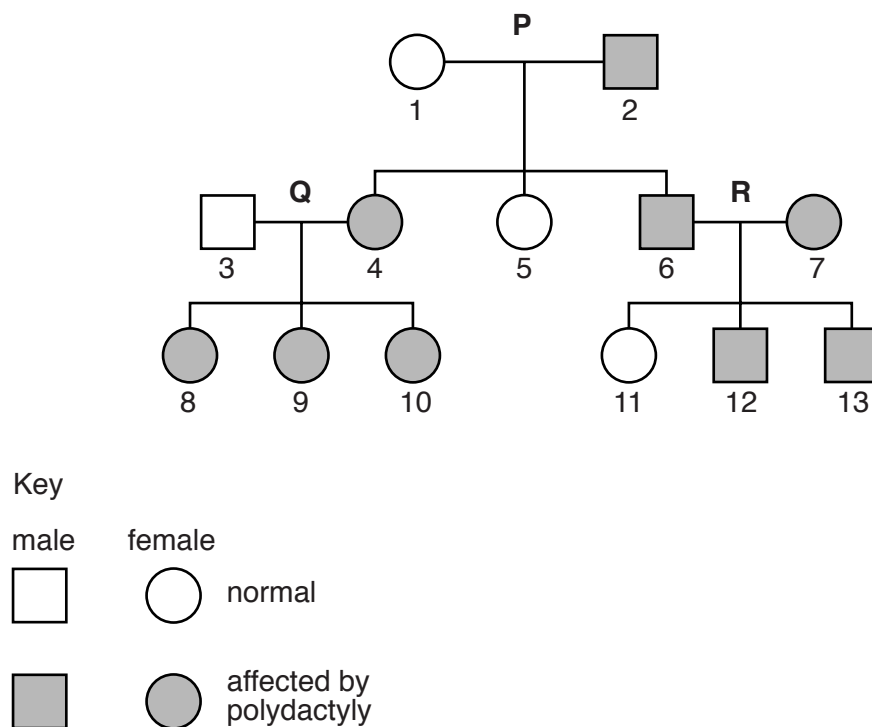 P
1 2
Q R
3 4 5 6 7
8 9 10 11 12 13
Key
male female
normal
affected by
polydactyly